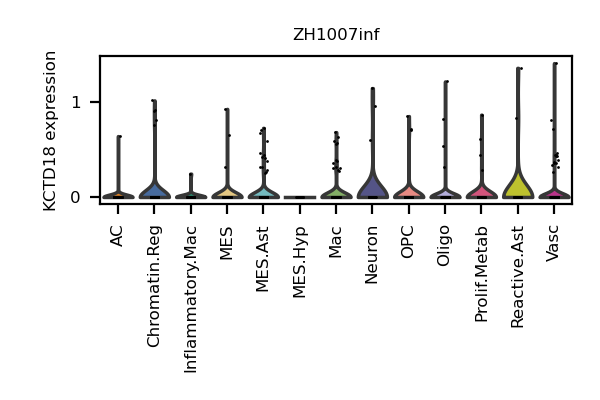 ZH1007inf
KCTD18 expression
1
0
AC
Chromatin.Reg
Inflammatory.Mac
MES
MES.Ast
MES.Hyp
Mac
Neuron
OPC
Oligo
Prolif.Metab
Reactive.Ast
Vasc